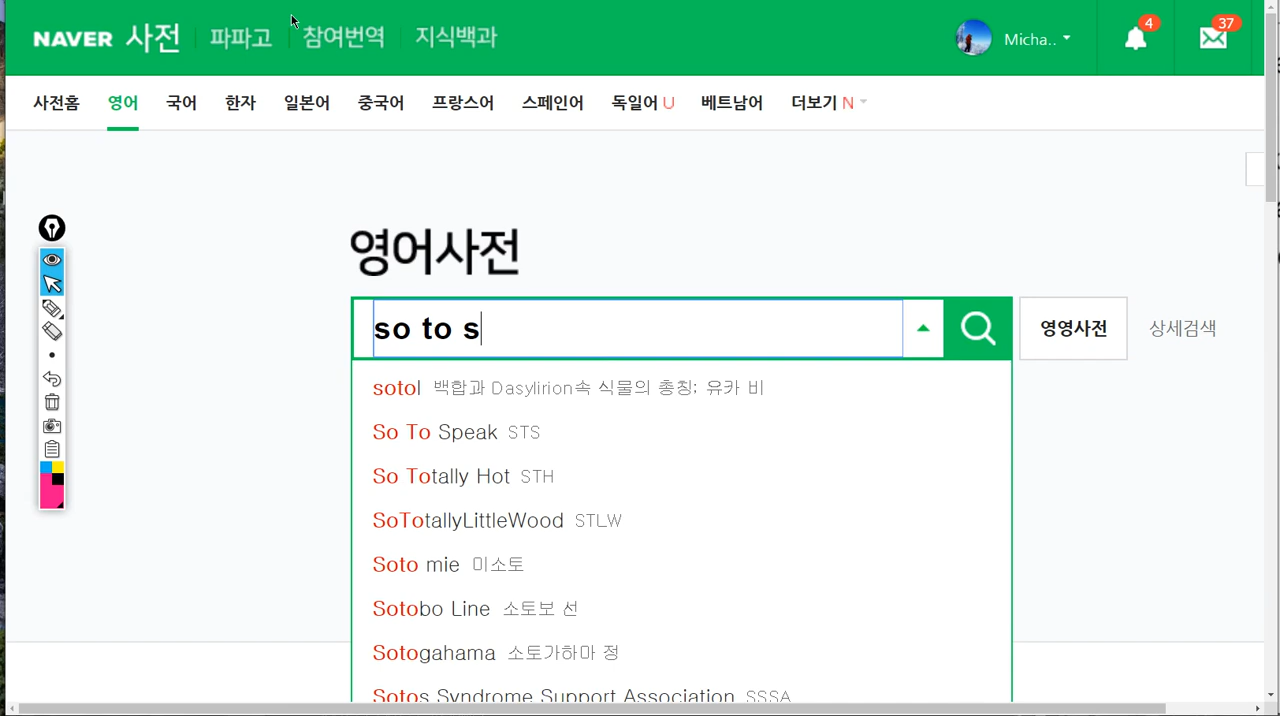 NAVER 사전 파파고 참여번역 지식백과 Micha.. 4 37
사전홈 영어 국어 한자 일본어 중국어 프랑스어 스페인어 독일어 U 베트남어 더보기 N
영어사전
so to s 영영사전 상세검색
sotol 백합과 Dasylirion속 식물의 총칭; 유카 비
So To Speak STS
So Totally Hot STH
SoTotallyLittleWood STLW
Soto mie 미소토
Sotobo Line 소토보 선
Sotogahama 소토가하마 정
Sotos Syndrome Support Association SSSA